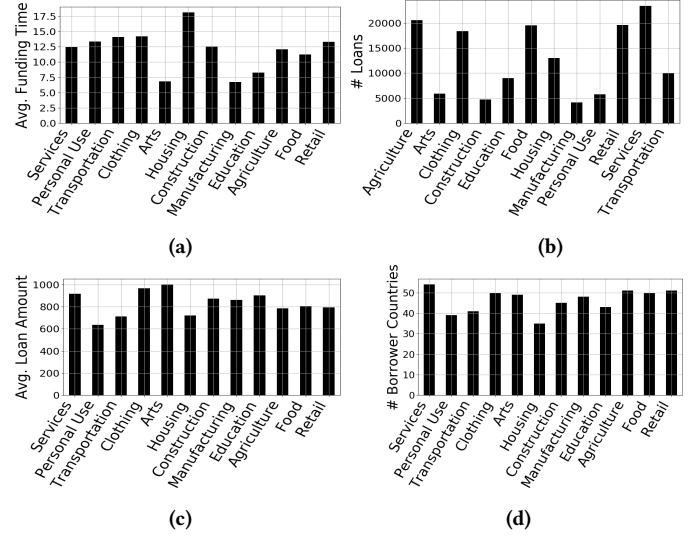 Avg. Funding Time
17.5
15.0
12.5
10.0
7.5
5.0
2.5
0.0
Services
Personal Use
Transportation
Clothing
Arts
Housing
Construction
Manufacturing
Education
Agriculture
Food
Retail
(a)
# Loans
20000
15000
10000
5000
0
Agriculture
Arts
Clothing
Construction
Education
Food
Housing
Manufacturing
Personal Use
Retail
Services
Transportation
(b)
Avg. Loan Amount
1000
800
600
400
200
0
Services
Personal Use
Transportation
Clothing
Arts
Housing
Construction
Manufacturing
Education
Agriculture
Food
Retail
(c)
# Borrower Countries
50
40
30
20
10
0
Services
Personal Use
Transportation
Clothing
Arts
Housing
Construction
Manufacturing
Education
Agriculture
Food
Retail
(d)